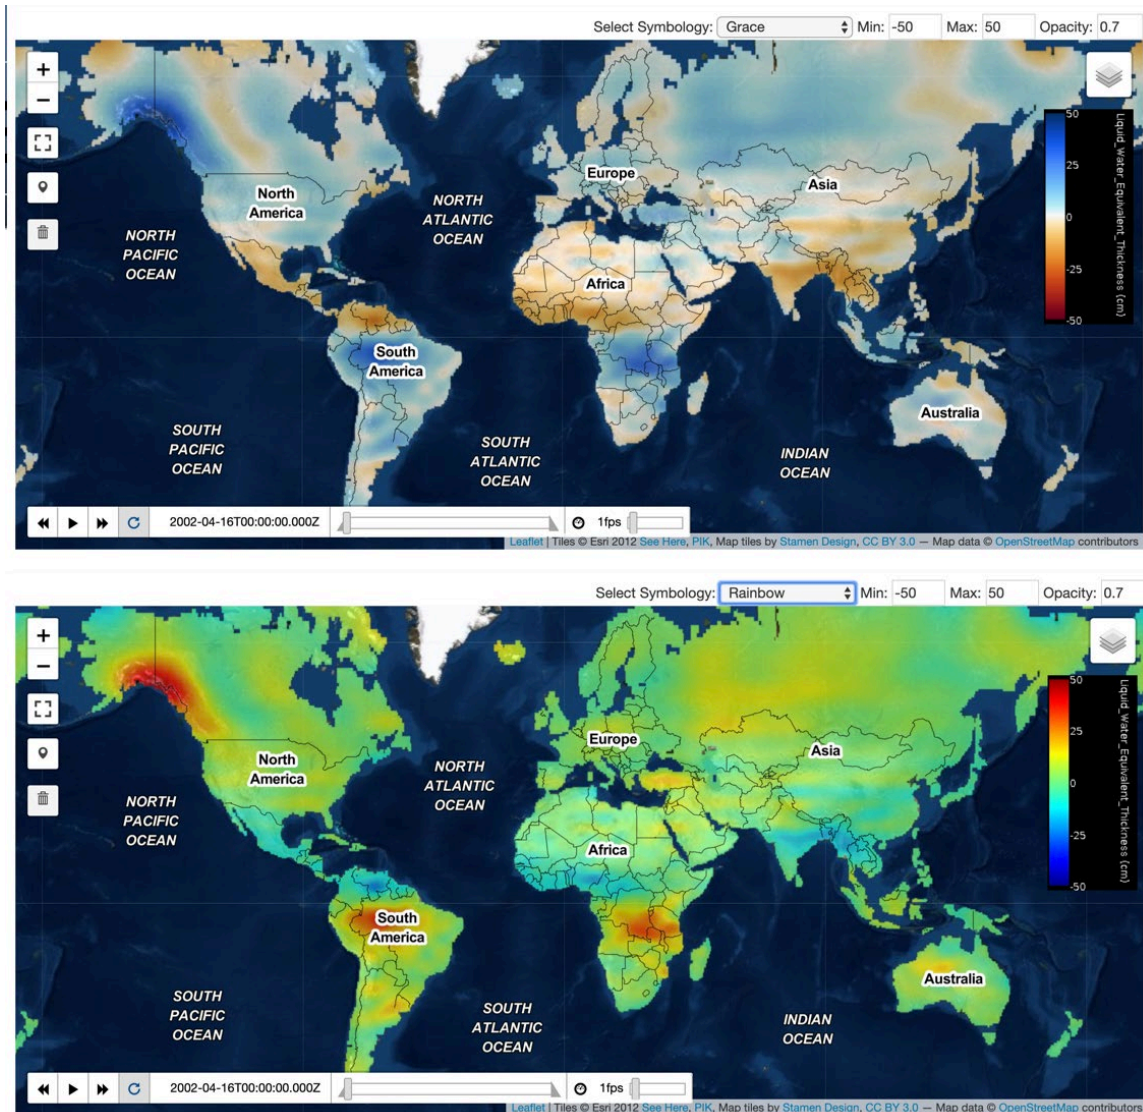 Select Symbology: Grace Min: -50 Max: 50 Opacity: 0.7
+
−
50
25
0
-25
-50
Liquid_Water_Equivalent_Thickness (cm)
Europe
Asia
North
America
NORTH
ATLANTIC
OCEAN
NORTH
PACIFIC
OCEAN
Africa
South
America
Australia
SOUTH
PACIFIC
OCEAN
SOUTH
ATLANTIC
OCEAN
INDIAN
OCEAN
2002-04-16T00:00:00.000Z 1fps
Leaflet | Tiles © Esri 2012 See Here, PIK, Map tiles by Stamen Design, CC BY 3.0 — Map data © OpenStreetMap contributors
Select Symbology: Rainbow Min: -50 Max: 50 Opacity: 0.7
+
−
50
25
0
-25
-50
Liquid_Water_Equivalent_Thickness (cm)
Europe
Asia
North
America
NORTH
ATLANTIC
OCEAN
NORTH
PACIFIC
OCEAN
Africa
South
America
Australia
SOUTH
PACIFIC
OCEAN
SOUTH
ATLANTIC
OCEAN
INDIAN
OCEAN
2002-04-16T00:00:00.000Z 1fps
Leaflet | Tiles © Esri 2012 See Here, PIK, Map tiles by Stamen Design, CC BY 3.0 — Map data © OpenStreetMap contributors